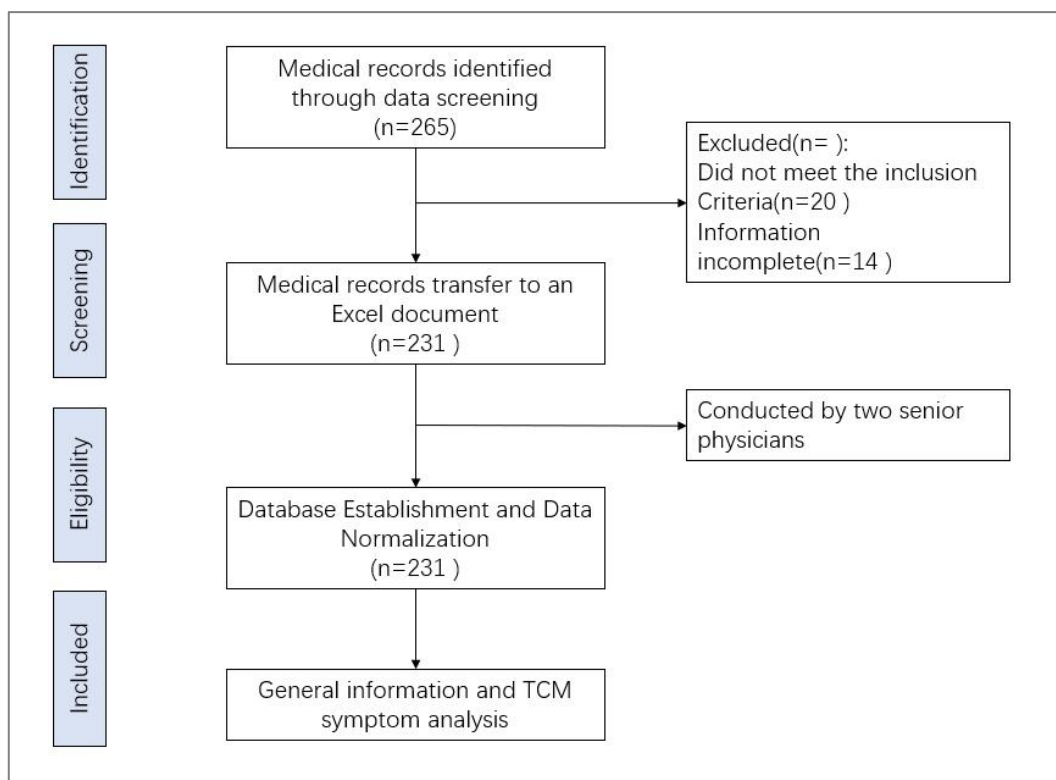 Identification
Medical records identified
through data screening
(n=265)
Excluded(n= ):
Did not meet the inclusion
Criteria(n=20 )
Information
incomplete(n=14 )
Screening
Medical records transfer to an
Excel document
(n=231 )
Conducted by two senior
physicians
Eligibility
Database Establishment and Data
Normalization
(n=231 )
Included
General information and TCM
symptom analysis